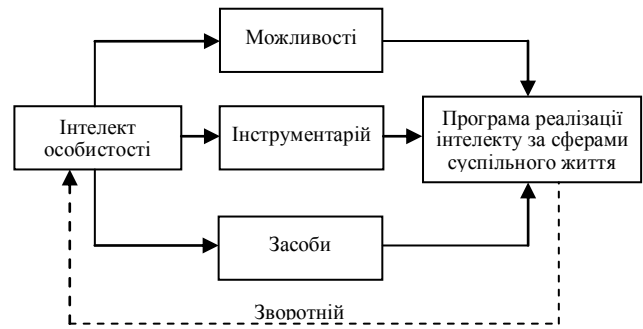 Можливості
Інтелект
особистості
Інструментарій
Програма реалізації
інтелекту за сферами
суспільного життя
Засоби
Зворотній